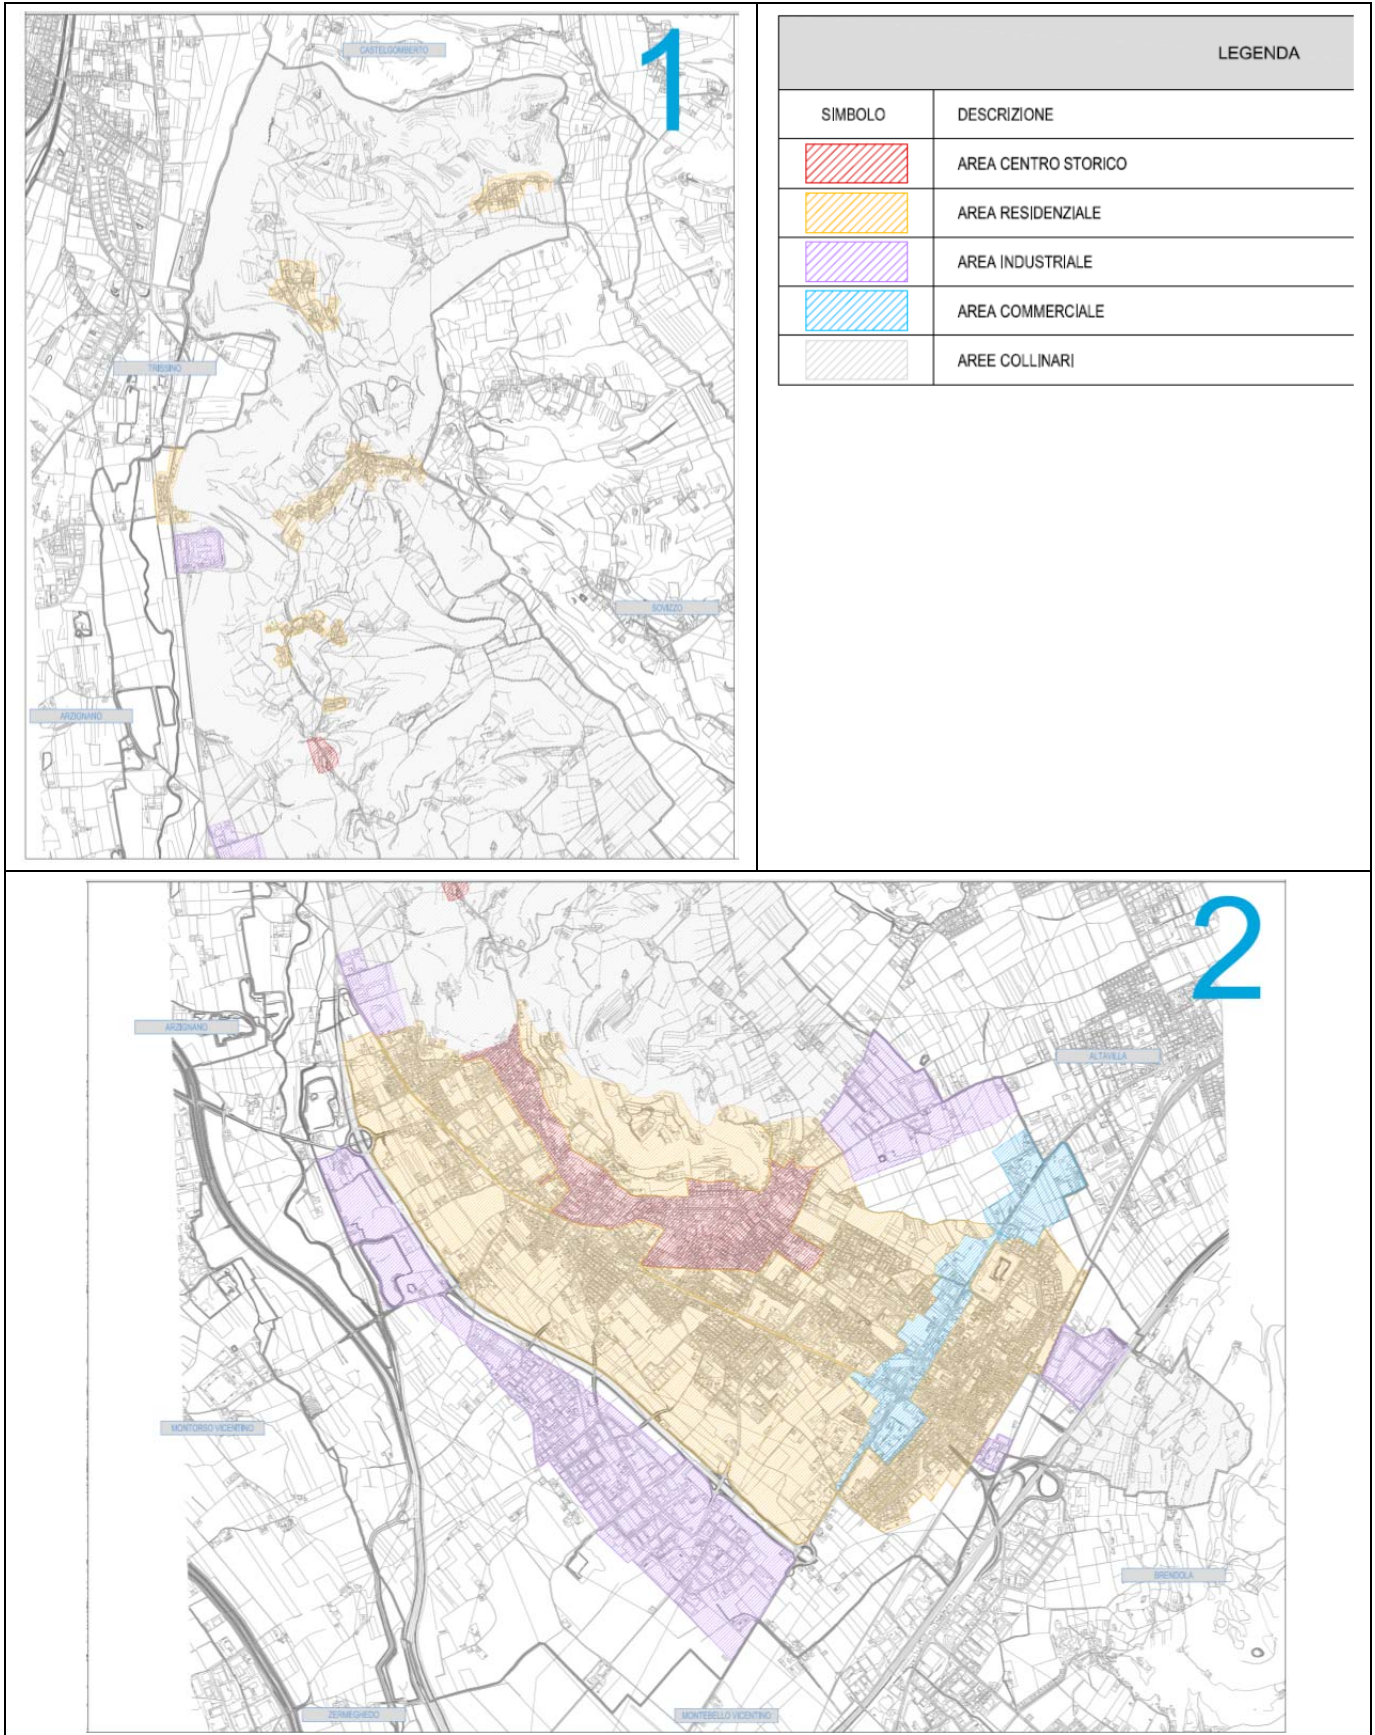 1
CASTELGOMBERTO
TRISSINO
SOVIZZO
ARZIGNANO
LEGENDA
SIMBOLO DESCRIZIONE
AREA CENTRO STORICO
AREA RESIDENZIALE
AREA INDUSTRIALE
AREA COMMERCIALE
AREE COLLINARI
2
ARZIGNANO
ALTAVILLA
MONTORSO VICENTINO
BRENDOLA
ZERMEGHEDO
MONTEBELLO VICENTINO